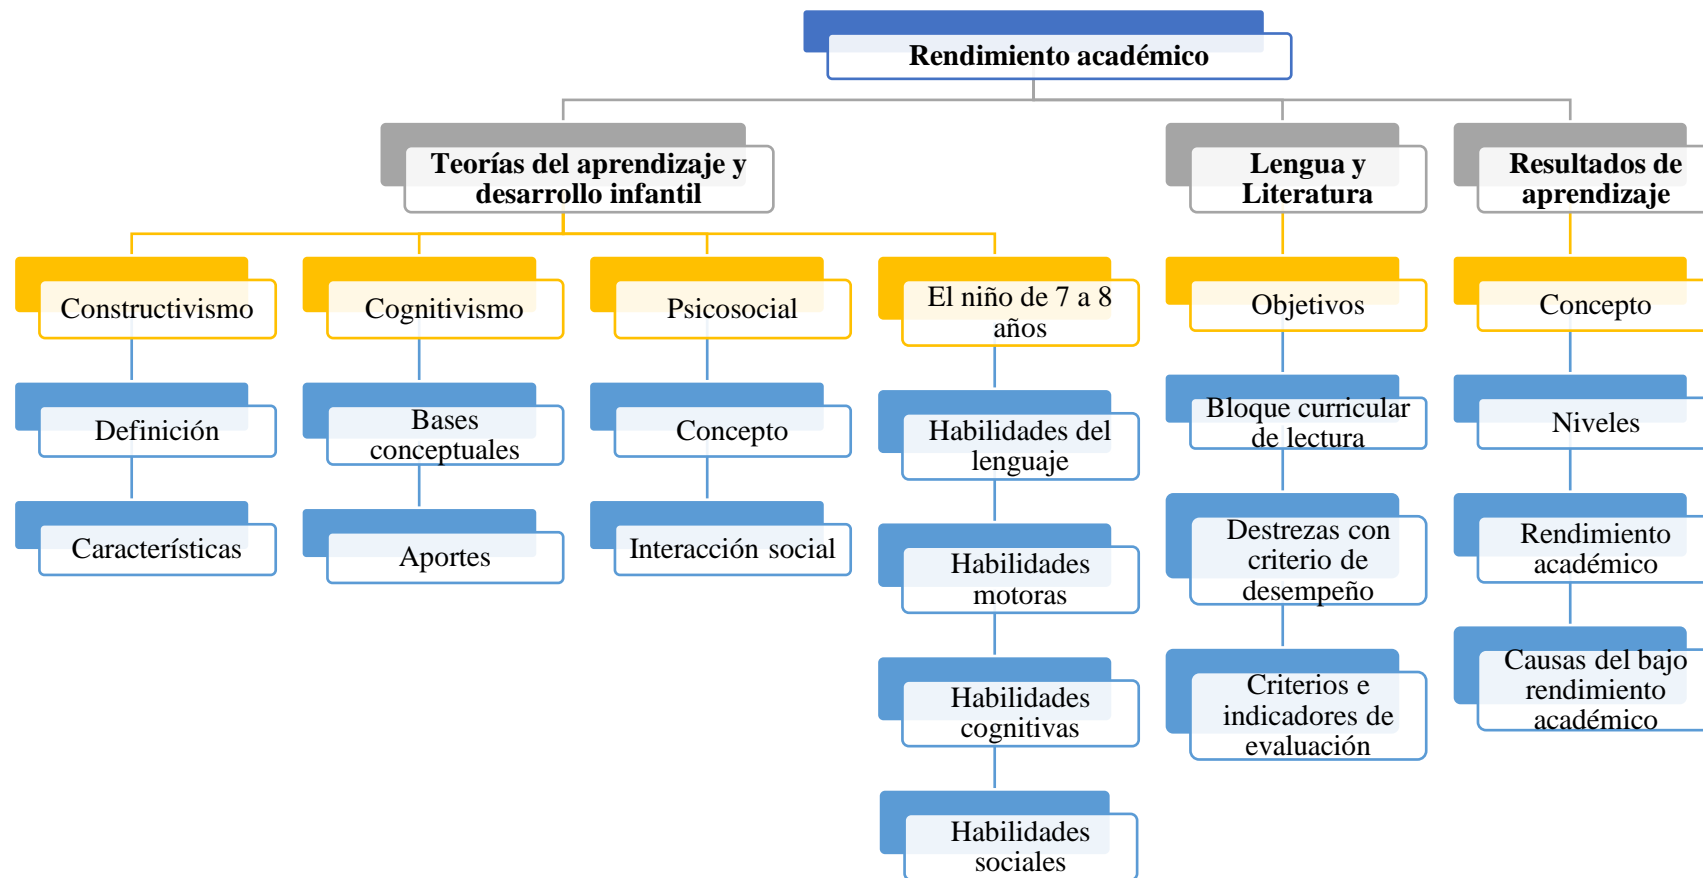 Rendimiento académico
Teorías del aprendizaje y
desarrollo infantil
Lengua y
Literatura
Resultados de
aprendizaje
Constructivismo
Cognitivismo
Psicosocial
El niño de 7 a 8
años
Objetivos
Concepto
Definición
Bases
conceptuales
Concepto
Habilidades del
lenguaje
Bloque curricular
de lectura
Niveles
Características
Aportes
Interacción social
Habilidades
motoras
Destrezas con
criterio de
desempeño
Rendimiento
académico
Habilidades
cognitivas
Criterios e
indicadores de
evaluación
Causas del bajo
rendimiento
académico
Habilidades
sociales